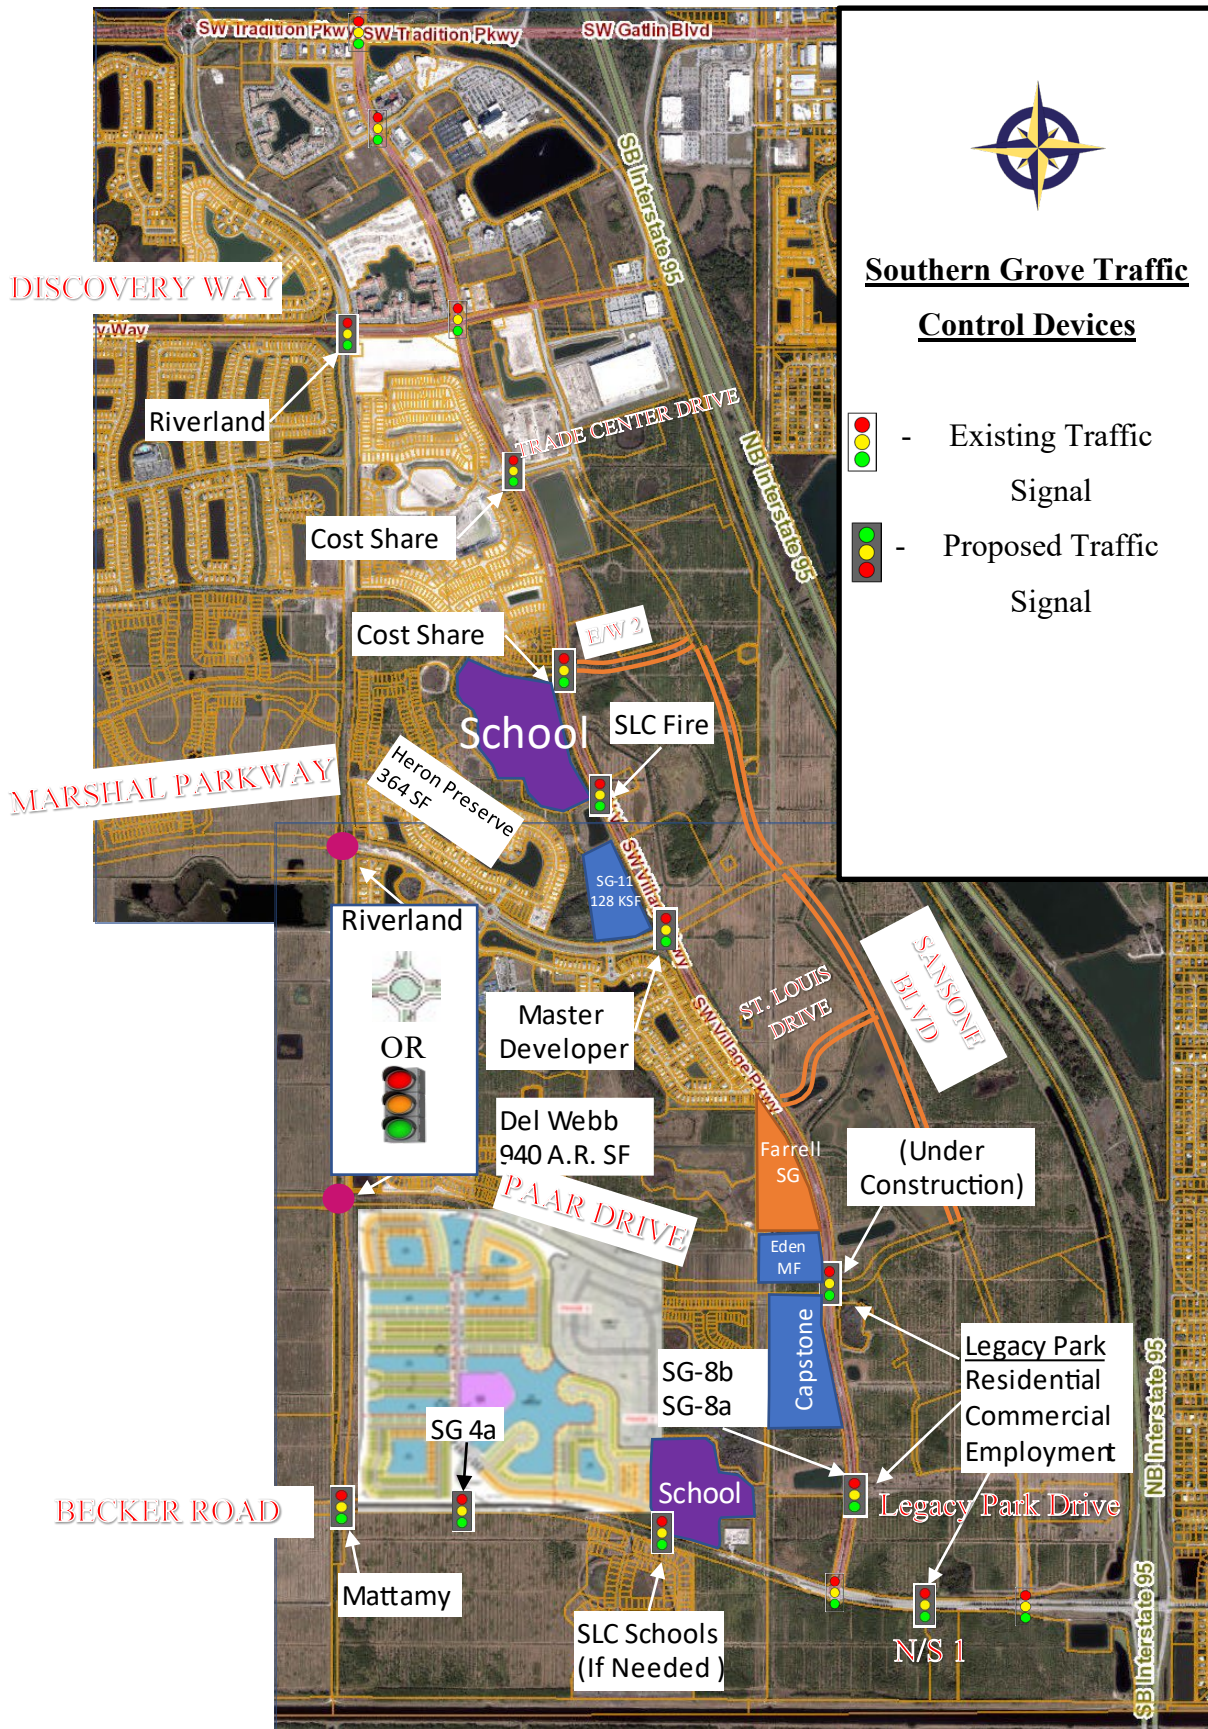 SW Tradition Pkwy
SW Tradition Pkwy
SW Gatlin Blvd
SB Interstate 95
Southern Grove Traffic
Control Devices
DISCOVERY WAY
y Way
Riverland
TRADE CENTER DRIVE
NB Interstate 95
- Existing Traffic
Signal
- Proposed Traffic
Signal
Cost Share
Cost Share
E/W 2
School
SLC Fire
MARSHAL PARKWAY
Heron Preserve
364 SF
SG-11
128 KSF
SW Villag
wy
Riverland
OR
Master
Developer
SW Village Pkwy
ST. LOUIS
DRIVE
SANSONE
BLVD
Del Webb
940 A.R. SF
PAAR DRIVE
Farrell
SG
(Under
Construction)
Eden
MF
Capstone
Legacy Park
Residential
Commercial
Employment
SG-8b
SG-8a
SG 4a
School
BECKER ROAD
Legacy Park Drive
NB Interstate 95
Mattamy
SLC Schools
(If Needed )
N/S 1
SB Interstate 95